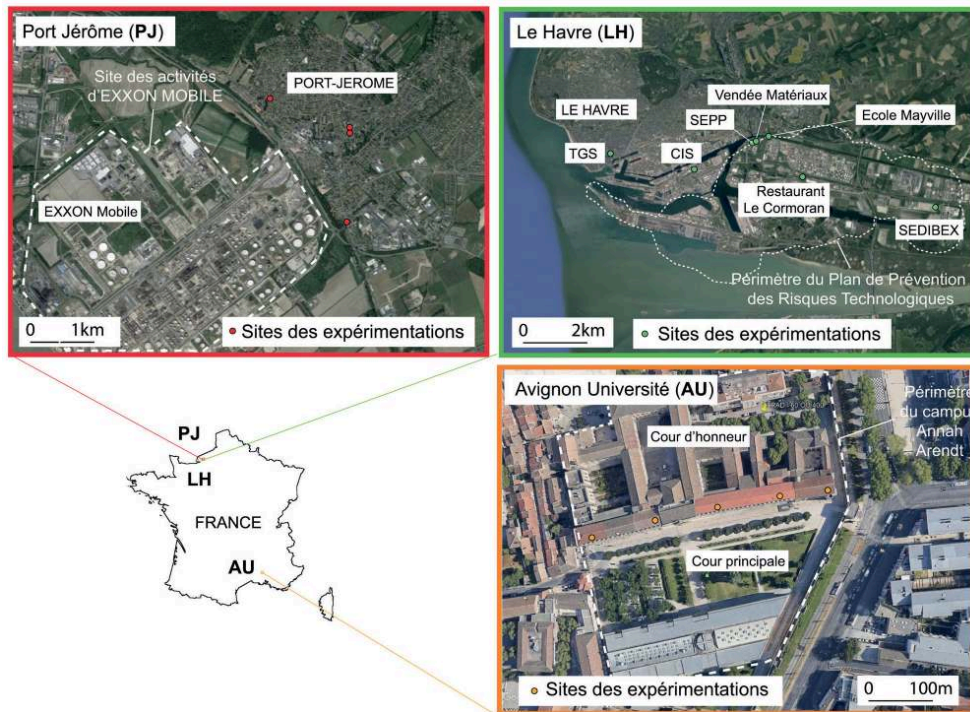 Port Jérôme (PJ)
Site des activités
d'EXXON MOBILE
PORT-JEROME
EXXON Mobile
0 1km
Sites des expérimentations
Le Havre (LH)
Vendée Matériaux
SEPP
Ecole Mayville
LE HAVRE
TGS
CIS
Restaurant
Le Cormoran
SEDIBEX
Périmètre du Plan de Prévention
des Risques Technologiques
0 2km
Sites des expérimentations
PJ
LH
FRANCE
AU
Avignon Université (AU)
Périmètre
du campus
Annah
Arendt
Cour d'honneur
Cour principale
Sites des expérimentations
0 100m